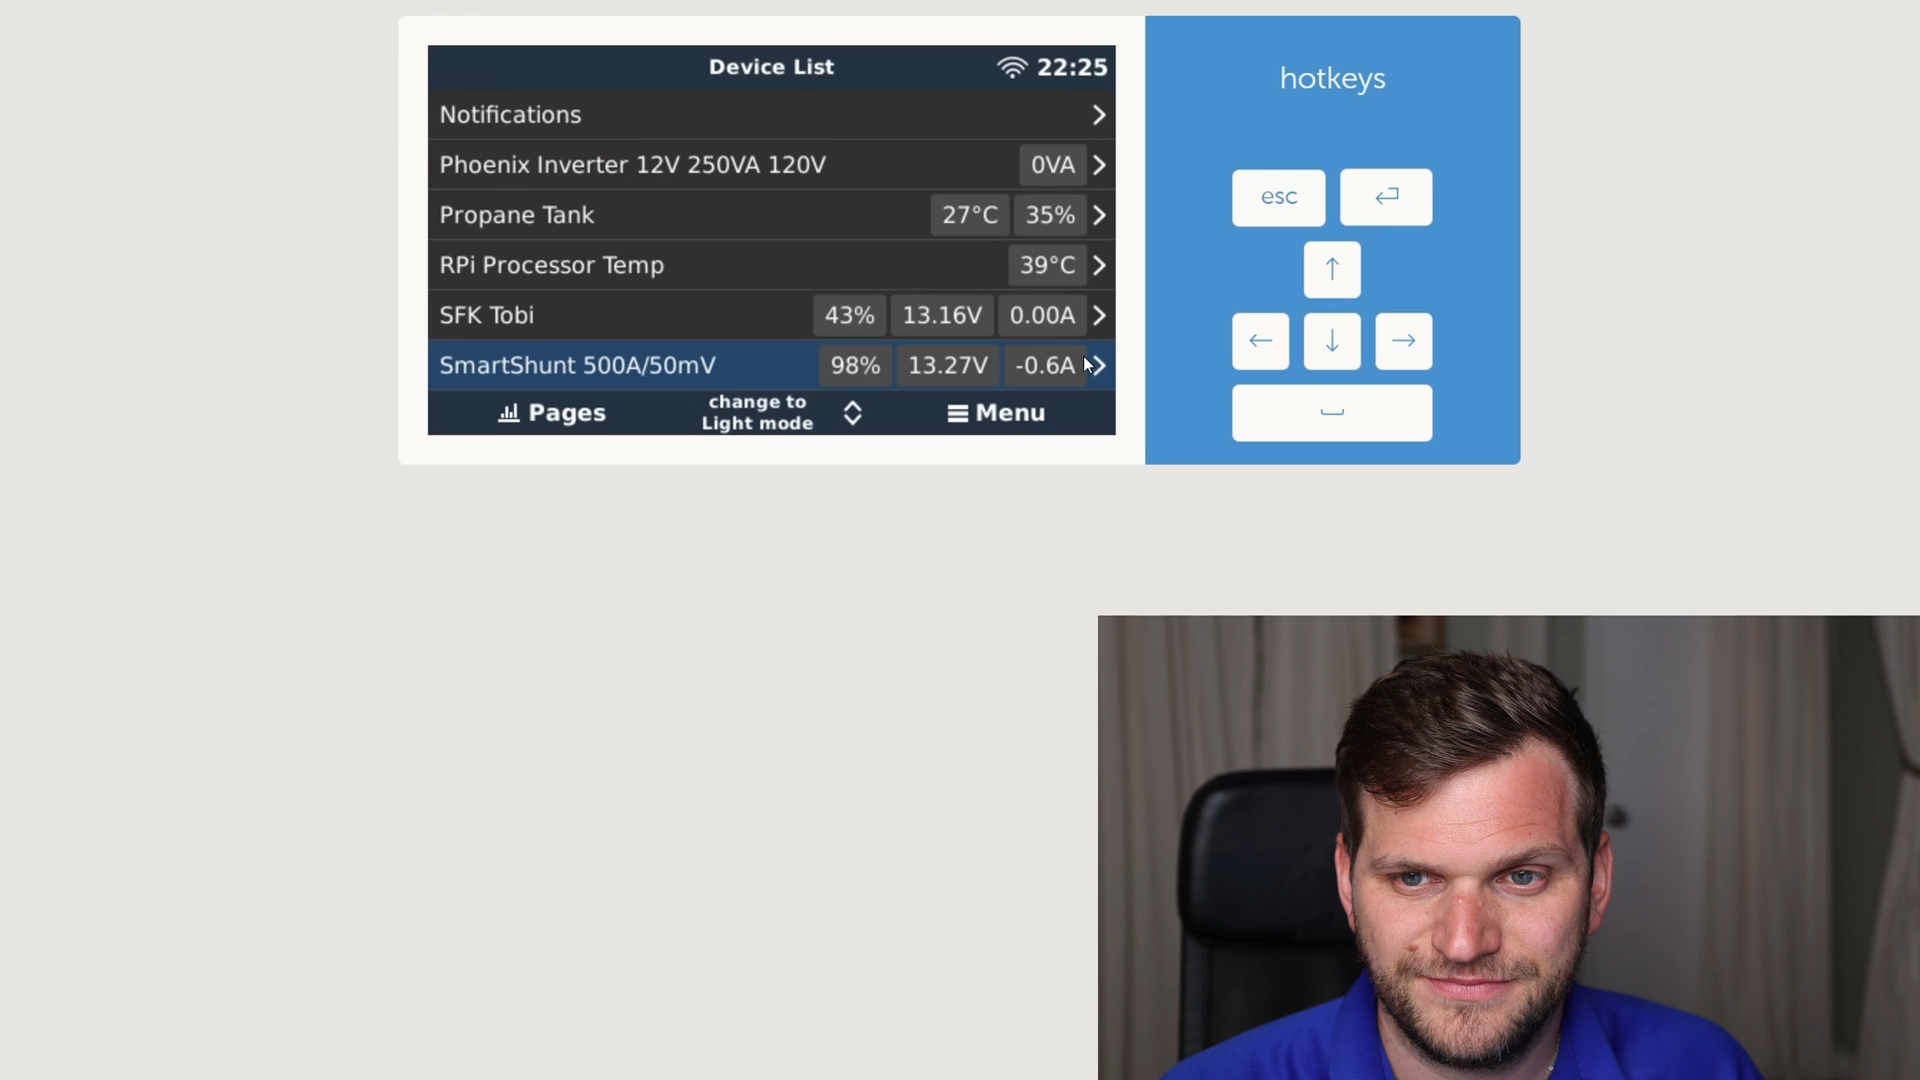 Device List 22:25
Notifications
Phoenix Inverter 12V 250VA 120V 0VA
Propane Tank 27°C 35%
RPi Processor Temp 39°C
SFK Tobi 43% 13.16V 0.00A
SmartShunt 500A/50mV 98% 13.27V -0.6A
Pages change to Menu
Light mode
hotkeys
esc